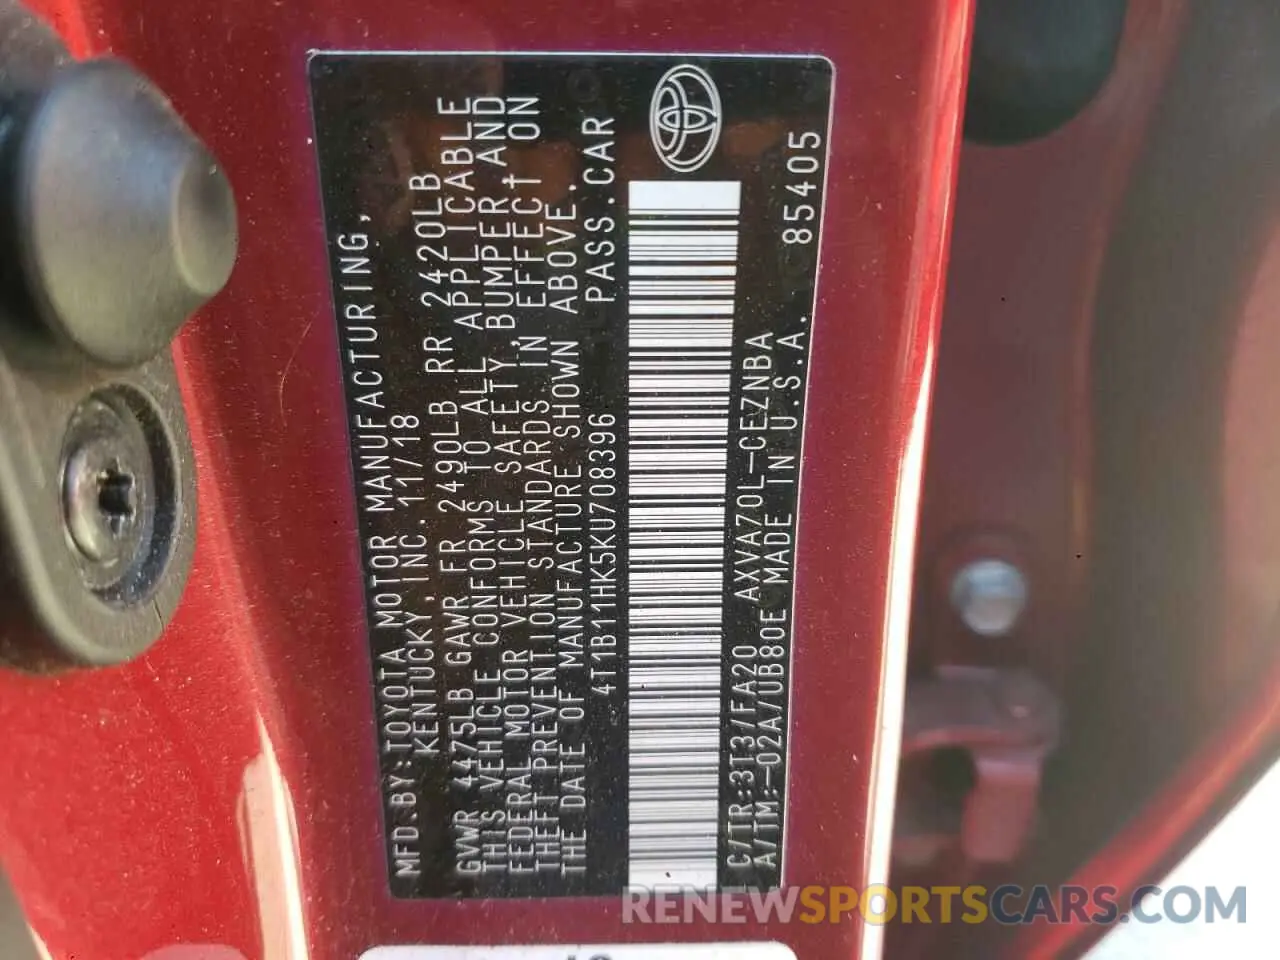 MFD.BY:TOYOTA MOTOR MANUFACTURING,
KENTUCKY,INC. 11/18
GVWR 4475LB GAWR FR 2490LB RR 2420LB
THIS VEHICLE CONFORMS TO ALL APPLICABLE
FEDERAL MOTOR VEHICLE SAFETY, BUMPER, AND
THEFT PREVENTION STANDARDS IN EFFECT ON
THE DATE OF MANUFACTURE SHOWN ABOVE.
4T1B11HK5KU708396 PASS.CAR
C/TR:3T3/FA20 AXVA70L-CEZNBA
A/TM:-02A/UB80E MADE IN U.S.A. 85405
RENEWSPORTSCARS.COM